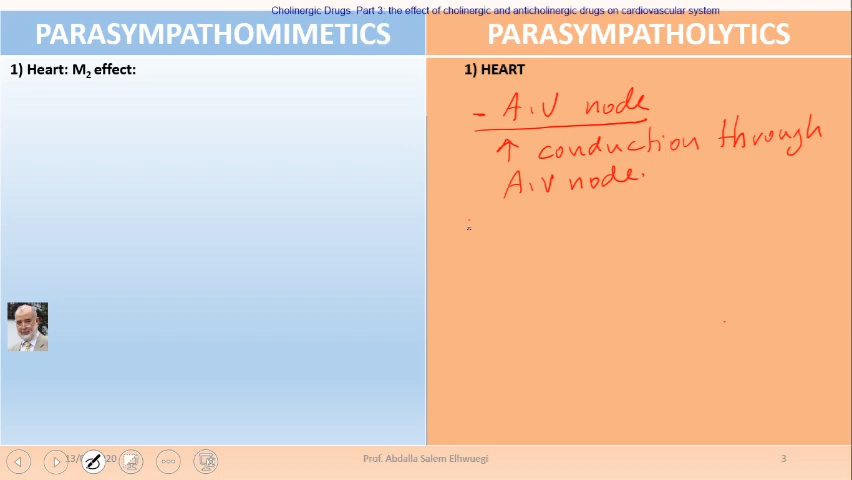 Cholinergic Drugs. Part 3: the effect of cholinergic and anticholinergic drugs on cardiovascular system
PARASYMPATHOMIMETICS
1) Heart: M2 effect:
PARASYMPATHOLYTICS
1) HEART
- A.V node
↑ conduction through
A.V node.
Prof. Abdalla Salem Elhwuegi
3